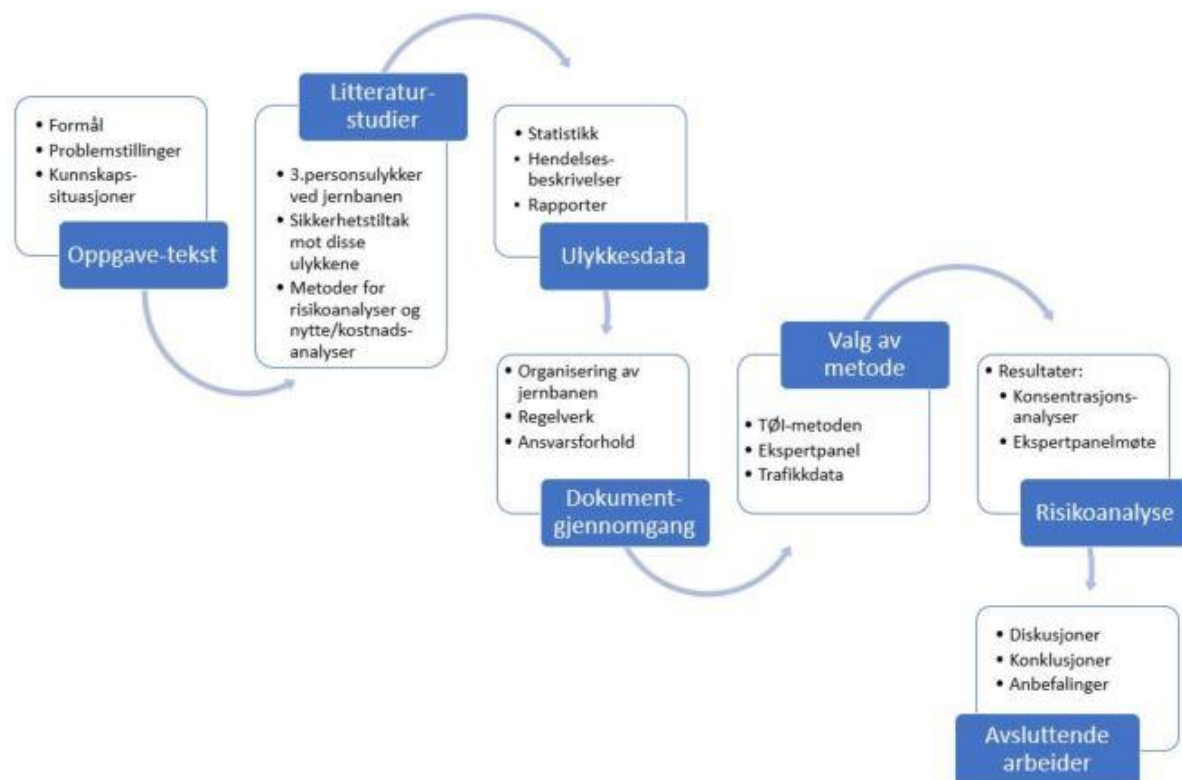 • Formål
• Problemstillinger
• Kunnskaps-
situasjoner
Oppgave-tekst
Litteratur-
studier
• 3.personsulykker
ved jernbanen
• Sikkerhetstiltak
mot disse
ulykkene
• Metoder for
risikoanalyser og
nytte/kostnads-
analyser
• Statistikk
• Hendelses-
beskrivelser
• Rapporter
Ulykkesdata
• Organisering av
jernbanen
• Regelverk
• Ansvarsforhold
Dokument-
gjennomgang
Valg av
metode
• TØI-metoden
• Ekspertpanel
• Trafikkdata
• Resultater:
• Konsentrasjons-
analyser
• Ekspertpanelmøte
Risikoanalyse
• Diskusjoner
• Konklusjoner
• Anbefalinger
Avsluttende
arbeider